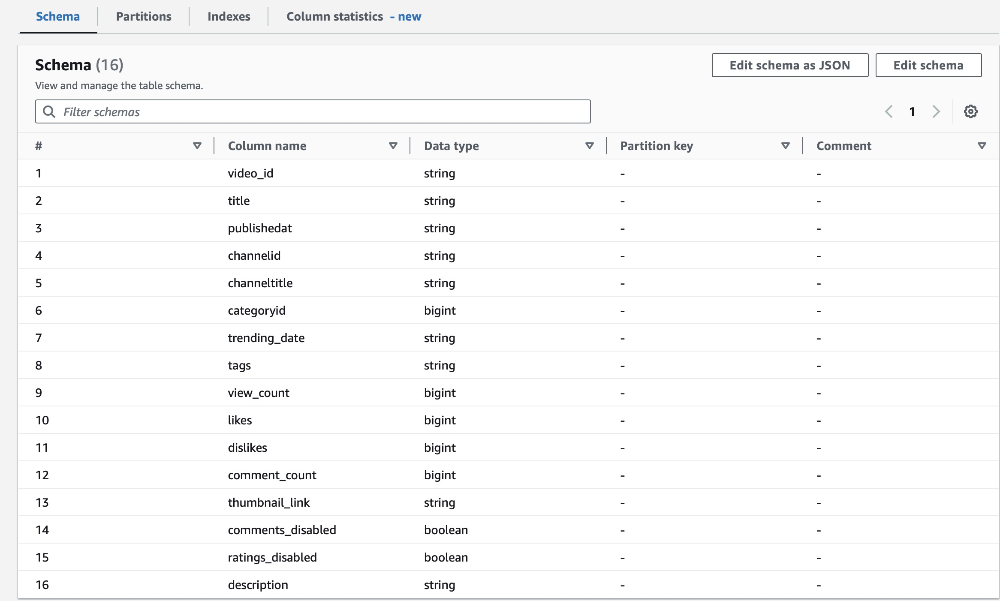 Schema Partitions Indexes Column statistics - new
Schema (16)
Edit schema as JSON Edit schema
View and manage the table schema.
Filter schemas
1
# Column name Data type Partition key Comment
1 video_id string - -
2 title string - -
3 publishedat string - -
4 channelid string - -
5 channeltitle string - -
6 categoryid bigint - -
7 trending_date string - -
8 tags string - -
9 view_count bigint - -
10 likes bigint - -
11 dislikes bigint - -
12 comment_count bigint - -
13 thumbnail_link string - -
14 comments_disabled boolean - -
15 ratings_disabled boolean - -
16 description string - -